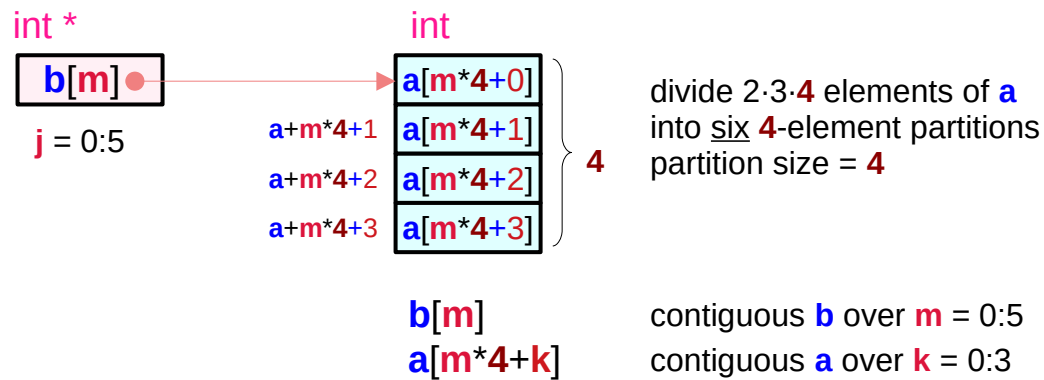 int *
int
b[m]
a[m*4+0]
j = 0:5
a+m*4+1
a[m*4+1]
a+m*4+2
a[m*4+2]
a+m*4+3
a[m*4+3]
4
divide 2·3·4 elements of a
into six 4-element partitions
partition size = 4
b[m]
contiguous b over m = 0:5
a[m*4+k]
contiguous a over k = 0:3